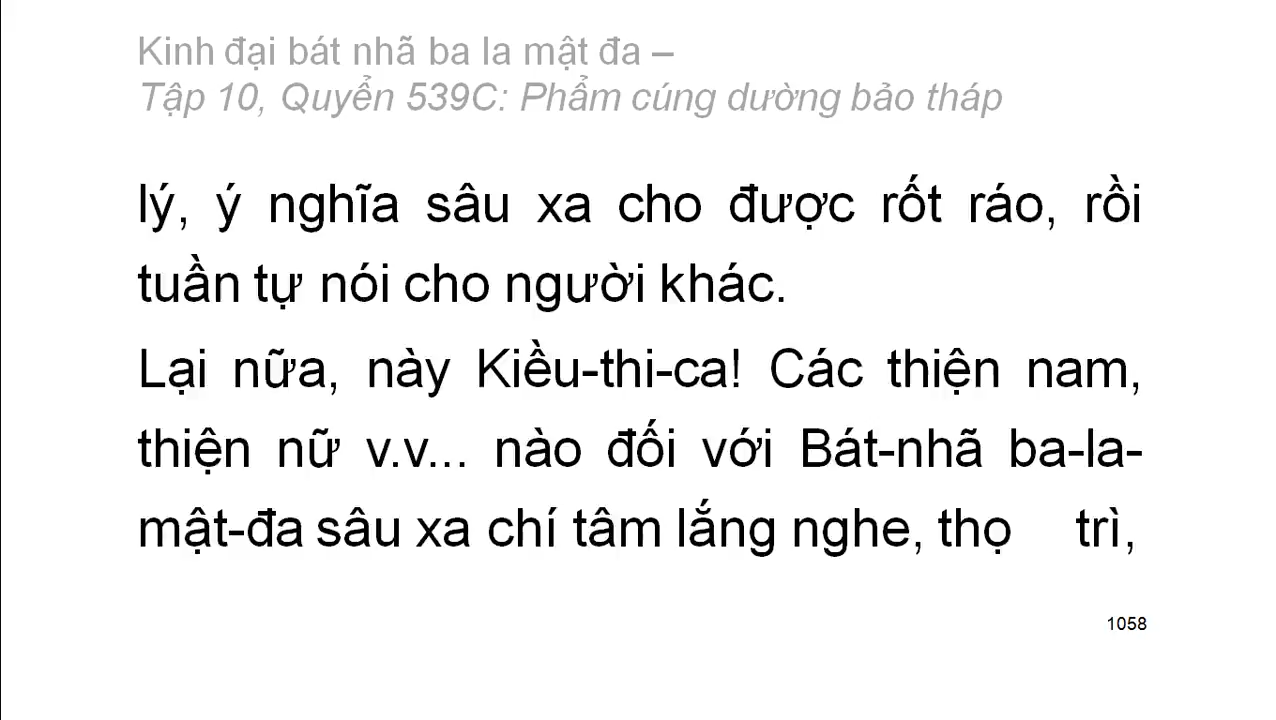 Kinh đại bát nhã ba la mật đa –
Tập 10, Quyển 539C: Phẩm cúng dường bảo tháp
lý, ý nghĩa sâu xa cho được rốt ráo, rồi
tuần tự nói cho người khác.
Lại nữa, này Kiều-thi-ca! Các thiện nam,
thiện nữ v.v... nào đối với Bát-nhã ba-la-
mật-đa sâu xa chí tâm lắng nghe, thọ trì,
1058